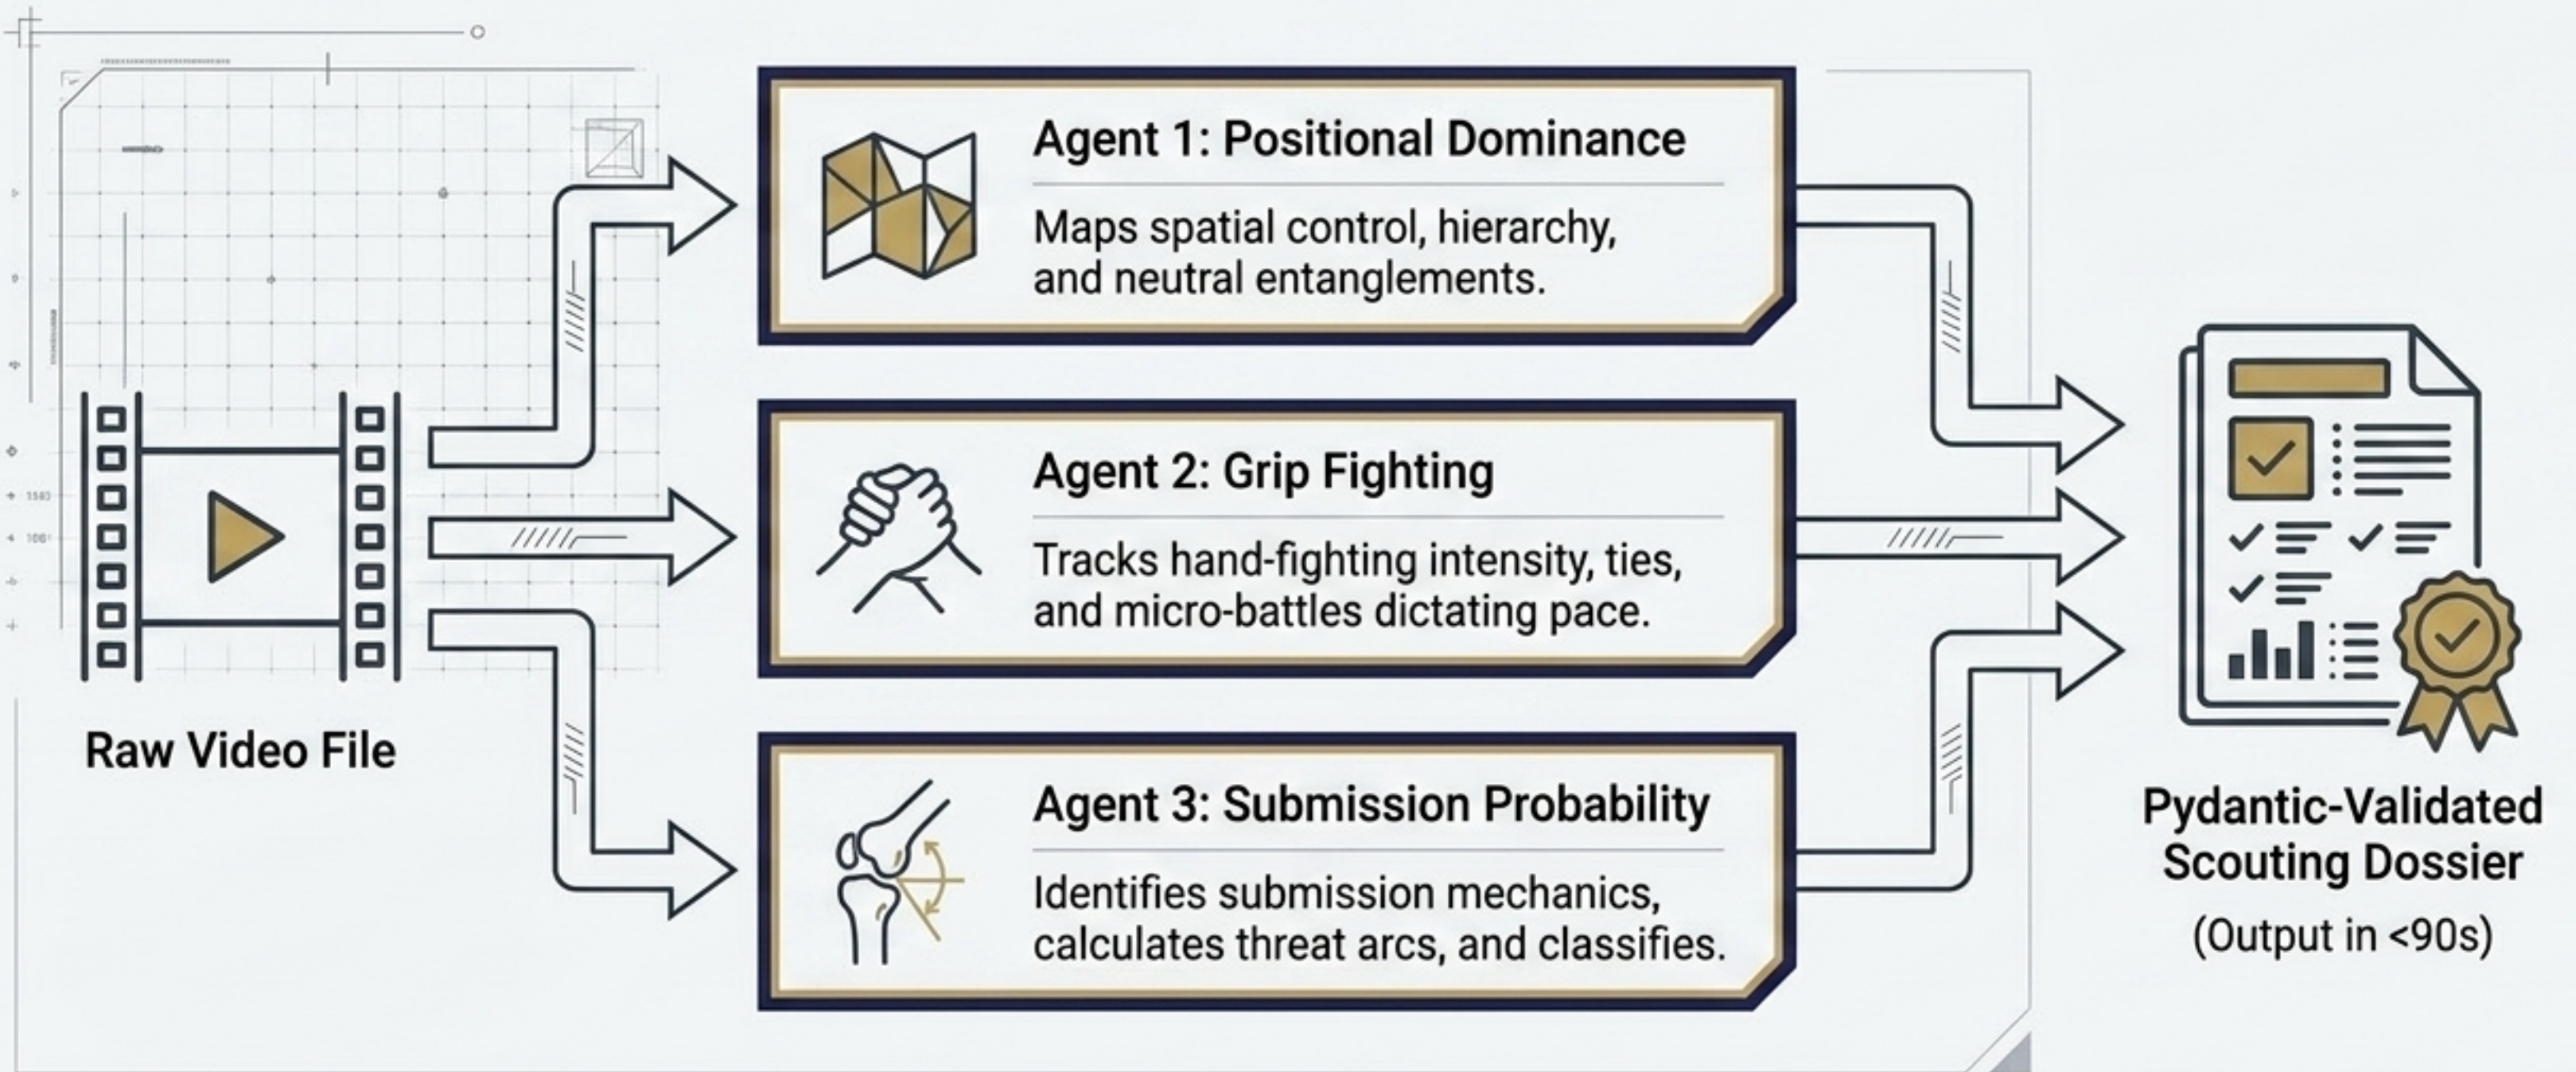 Agent 1: Positional Dominance
Maps spatial control, hierarchy,
and neutral entanglements.
Agent 2: Grip Fighting
Tracks hand-fighting intensity, ties,
and micro-battles dictating pace.
Raw Video File
Agent 3: Submission Probability
Identifies submission mechanics,
calculates threat arcs, and classifies.
Pydantic-Validated
Scouting Dossier
(Output in <90s)